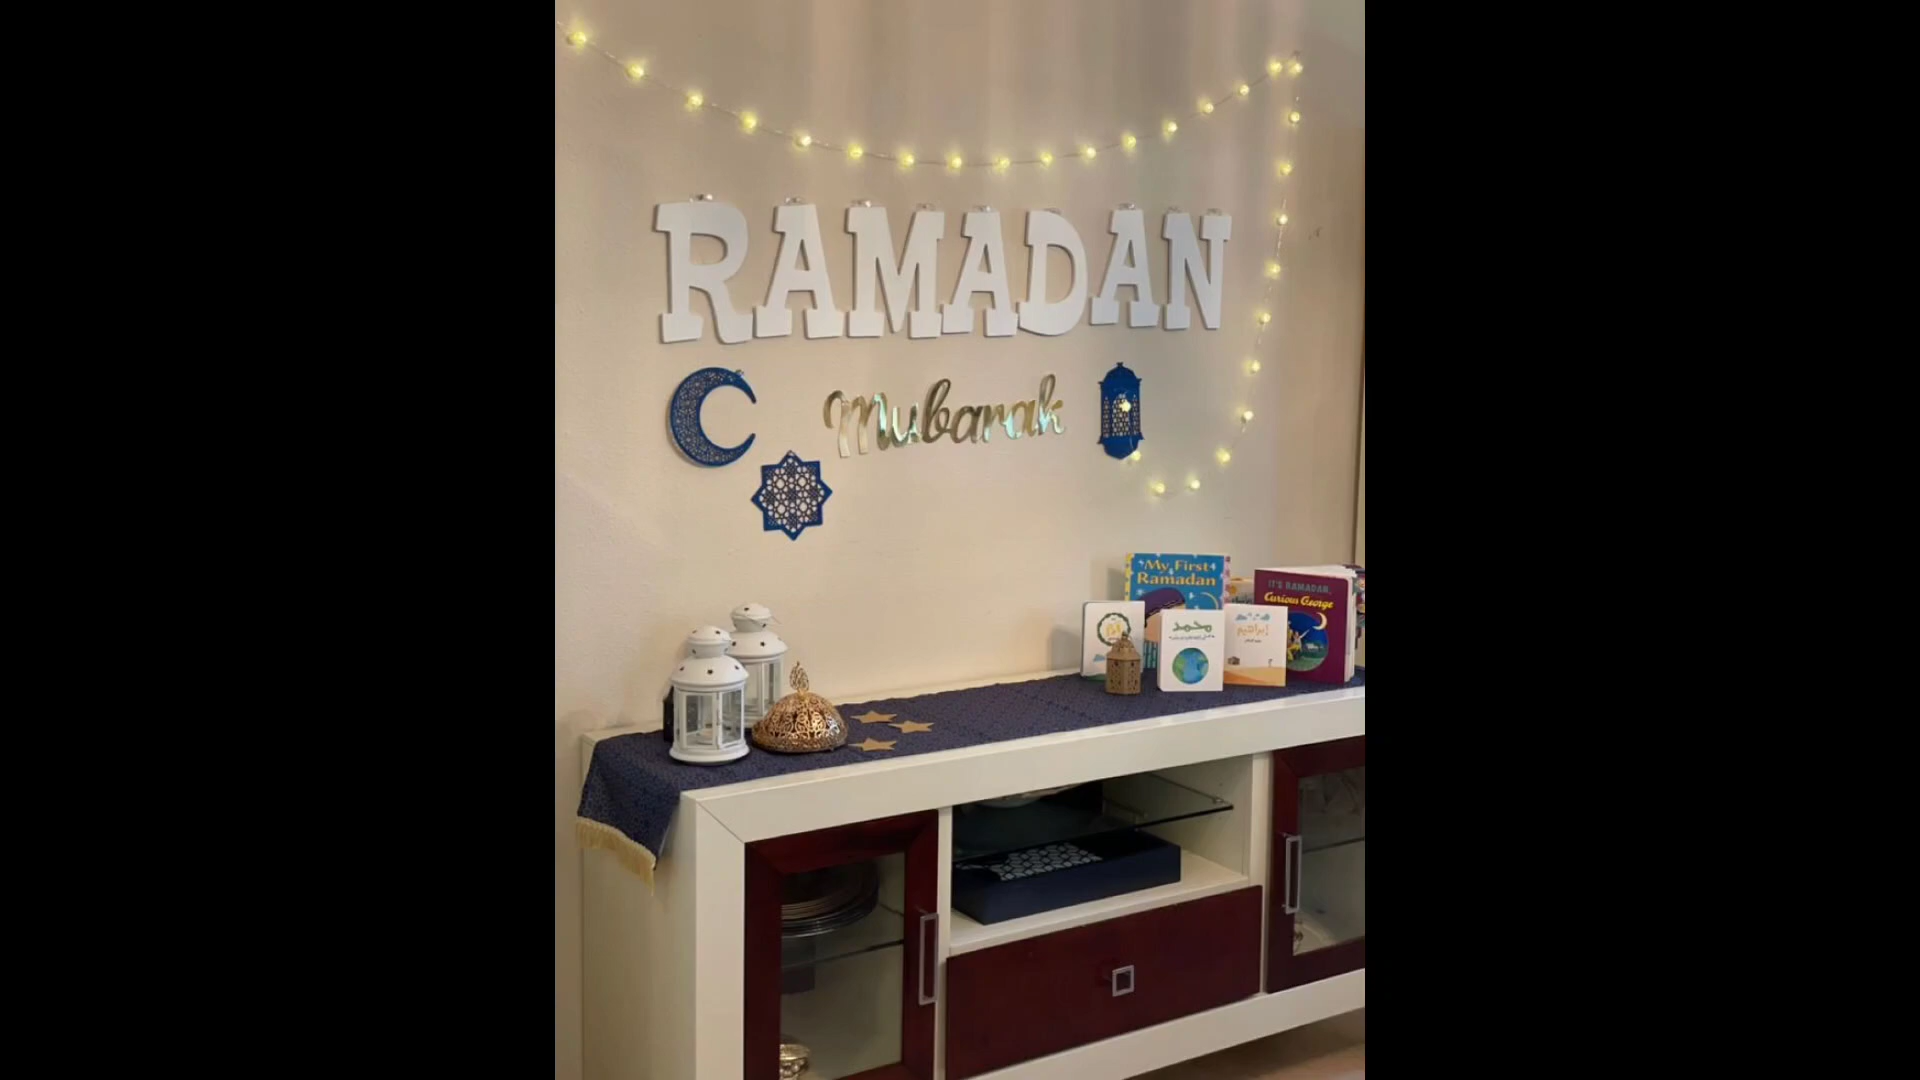 RAMADAN
Mubarak
My First
Ramadan
IT'S RAMADAN,
Curious George
محمد
إبراهيم